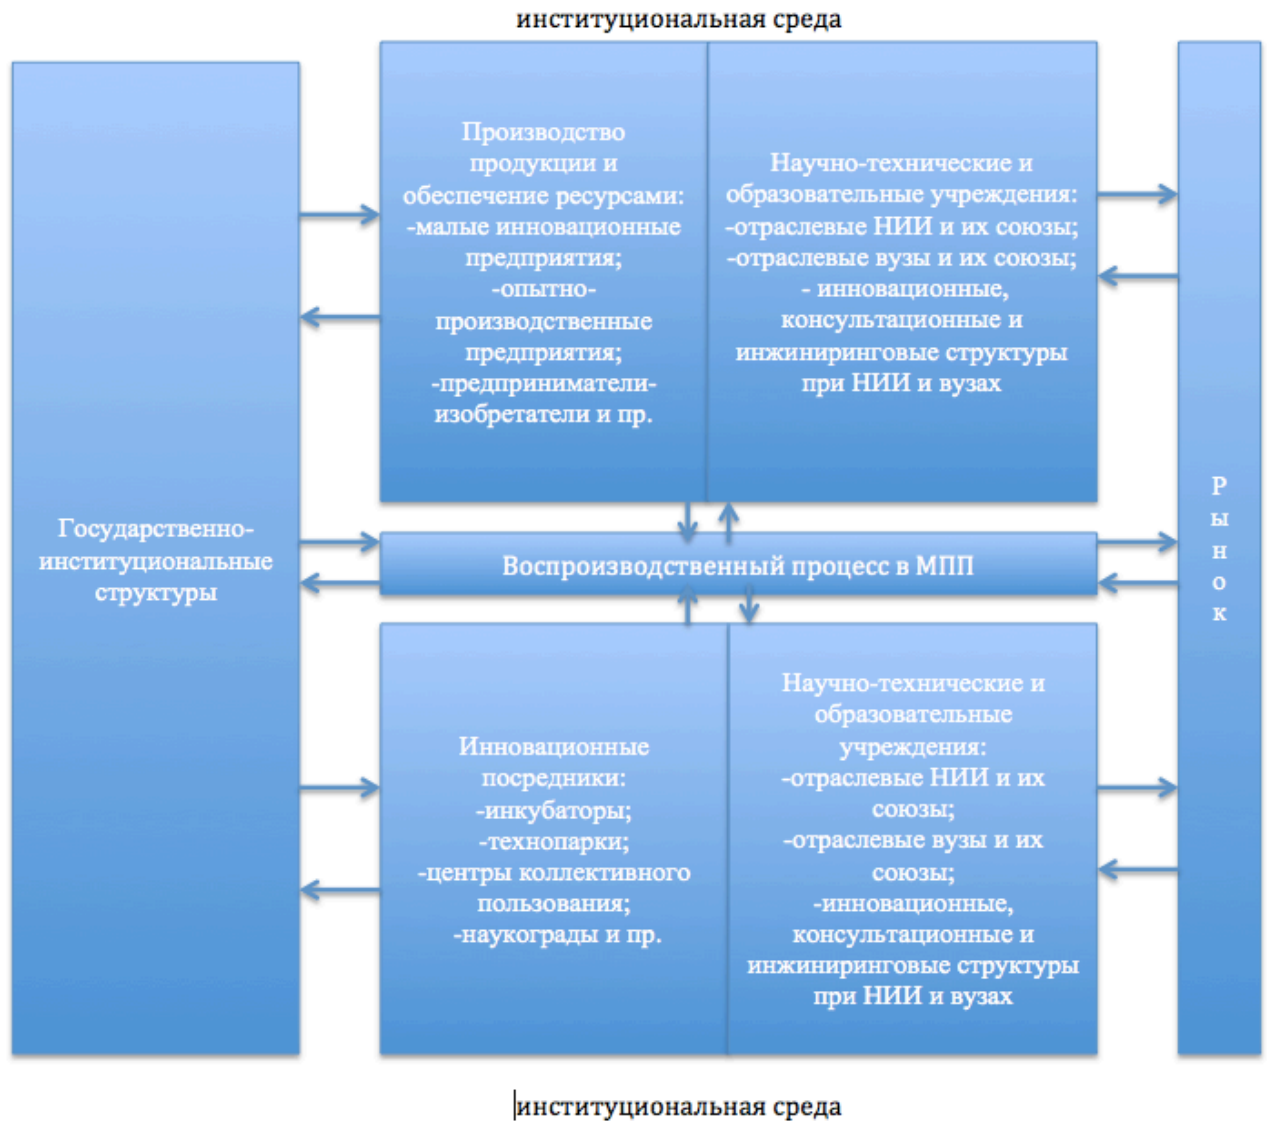 институциональная среда
Государственно-
институциональные
структуры
Производство
продукции и
обеспечение ресурсами:
-малые инновационные
предприятия;
-опытно-
производственные
предприятия;
-предприниматели-
изобретатели и пр.
Научно-технические и
образовательные учреждения:
-отраслевые НИИ и их союзы;
-отраслевые вузы и их союзы;
- инновационные,
консультационные и
инжиниринговые структуры
при НИИ и вузах
Воспроизводственный процесс в МПП
Инновационные
посредники:
-инкубаторы;
-технопарки;
-центры коллективного
пользования;
-наукограды и пр.
Научно-технические и
образовательные
учреждения:
-отраслевые НИИ и их
союзы;
-отраслевые вузы и их
союзы;
-инновационные,
консультационные и
инжиниринговые структуры
при НИИ и вузах
Р
ы
н
о
к
институциональная среда